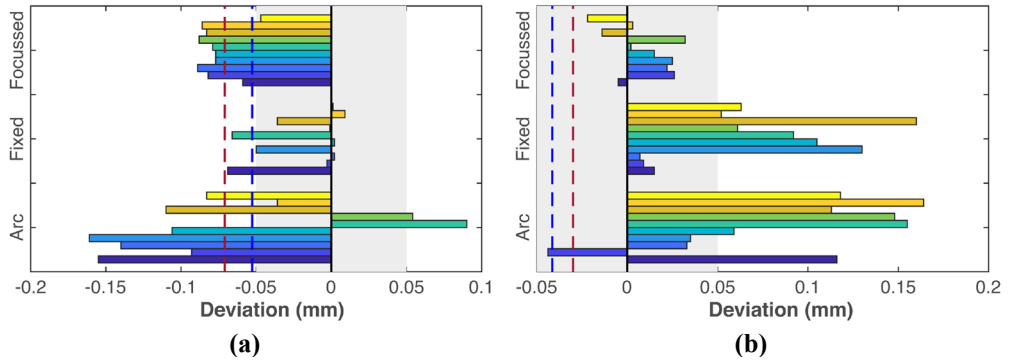 Focussed
Fixed
Arc
-0.2 -0.15 -0.1 -0.05 0 0.05 0.1
Deviation (mm)
(a)
Focussed
Fixed
Arc
-0.05 0 0.05 0.1 0.15 0.2
Deviation (mm)
(b)